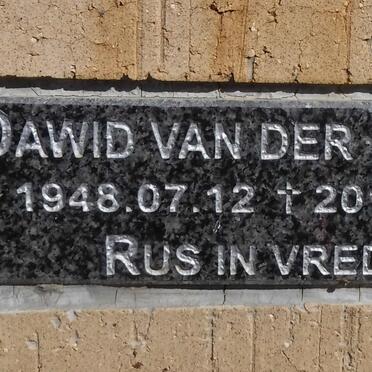 DAWID VAN DER
1948.07.12 † 20
RUS IN VRED